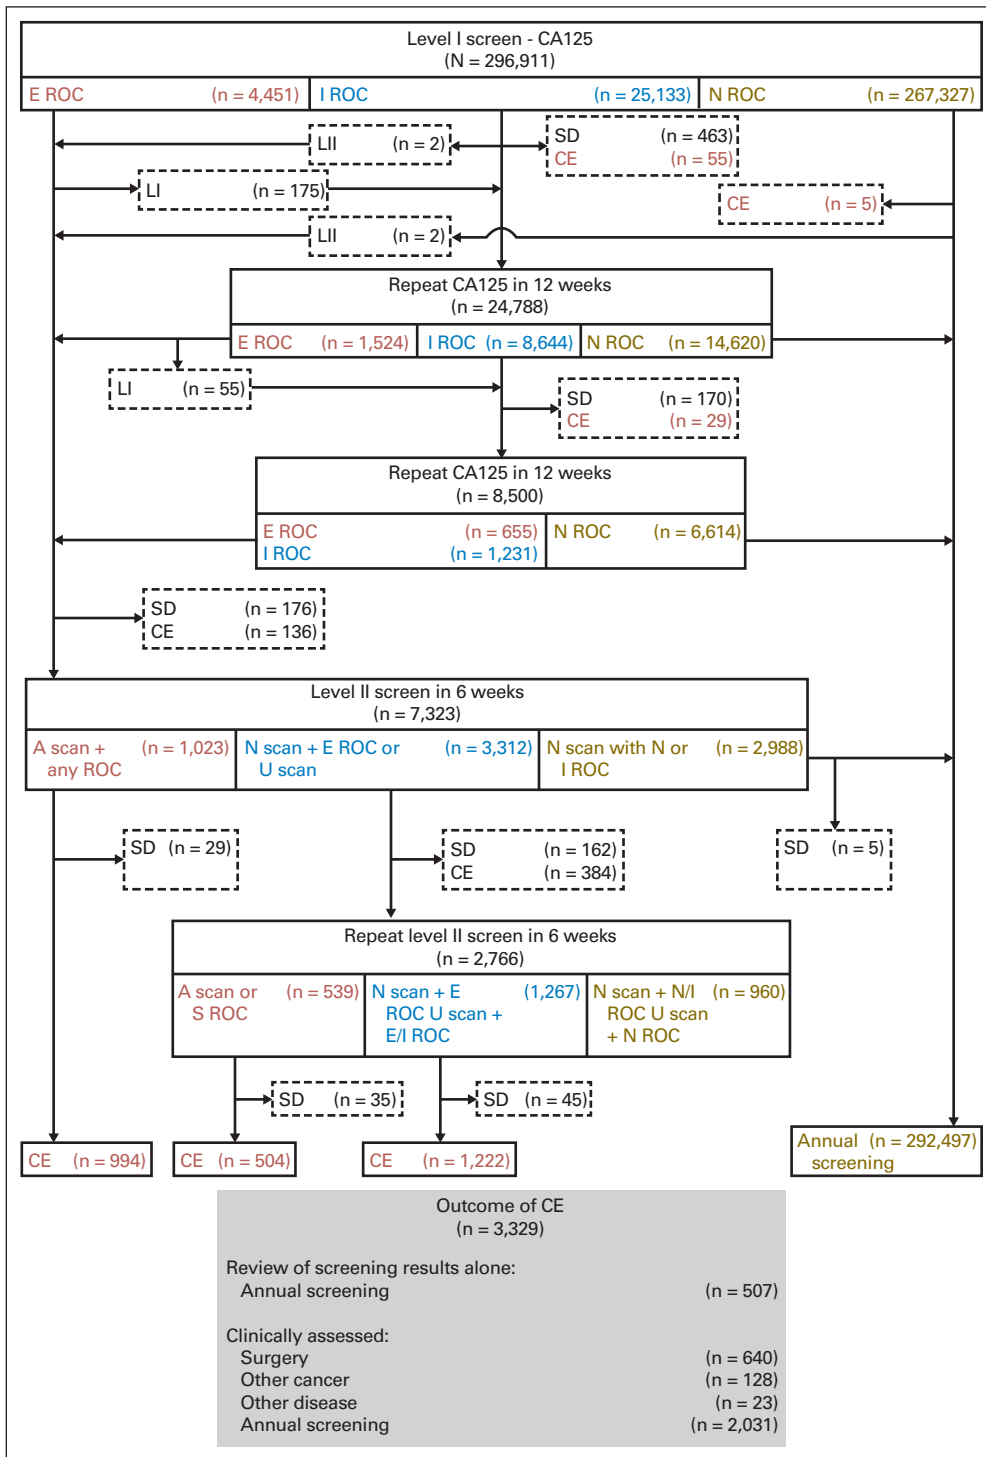 Level I screen - CA125
(N = 296,911)
E ROC (n = 4,451) I ROC (n = 25,133) N ROC (n = 267,327)
LII (n = 2)
SD (n = 463)
CE (n = 55)
LI (n = 175)
CE (n = 5)
LII (n = 2)
Repeat CA125 in 12 weeks
(n = 24,788)
E ROC (n = 1,524) I ROC (n = 8,644) N ROC (n = 14,620)
LI (n = 55)
SD (n = 170)
CE (n = 29)
Repeat CA125 in 12 weeks
(n = 8,500)
E ROC (n = 655) N ROC (n = 6,614)
I ROC (n = 1,231)
SD (n = 176)
CE (n = 136)
Level II screen in 6 weeks
(n = 7,323)
A scan + (n = 1,023)
any ROC
N scan + E ROC or (n = 3,312)
U scan
N scan with N or (n = 2,988)
I ROC
SD (n = 29)
SD (n = 162)
CE (n = 384)
SD (n = 5)
Repeat level II screen in 6 weeks
(n = 2,766)
A scan or (n = 539)
S ROC
N scan + E (1,267)
ROC U scan +
E/I ROC
N scan + N/I (n = 960)
ROC U scan
+ N ROC
SD (n = 35)
SD (n = 45)
CE (n = 994)
CE (n = 504)
CE (n = 1,222)
Annual (n = 292,497)
screening
Outcome of CE
(n = 3,329)
Review of screening results alone:
Annual screening (n = 507)
Clinically assessed:
Surgery (n = 640)
Other cancer (n = 128)
Other disease (n = 23)
Annual screening (n = 2,031)